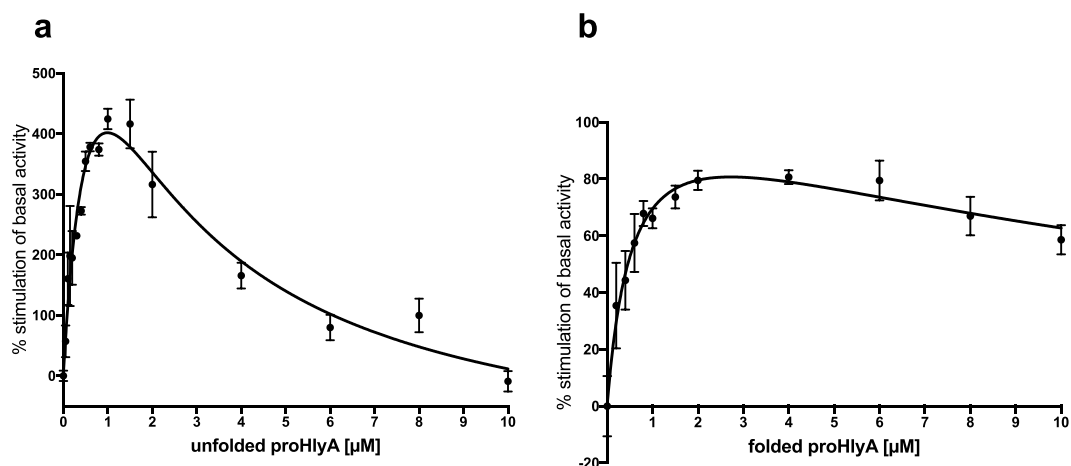 a
% stimulation of basal activity
500
400
300
200
100
0
0 1 2 3 4 5 6 7 8 9 10
unfolded proHlyA [µM]
b
% stimulation of basal activity
100
80
60
40
20
0
-20
1 2 3 4 5 6 7 8 9 10
folded proHlyA [µM]